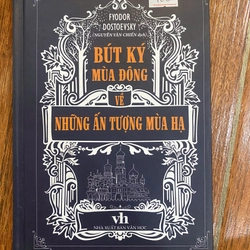 FYODOR
DOSTOEVSKY
(NGUYỄN VĂN CHIẾN dịch)
BÚT KÝ
MÙA ĐÔNG
VỀ
NHỮNG ẤN TƯỢNG MÙA HẠ
vh
NHÀ XUẤT BẢN VĂN HỌC